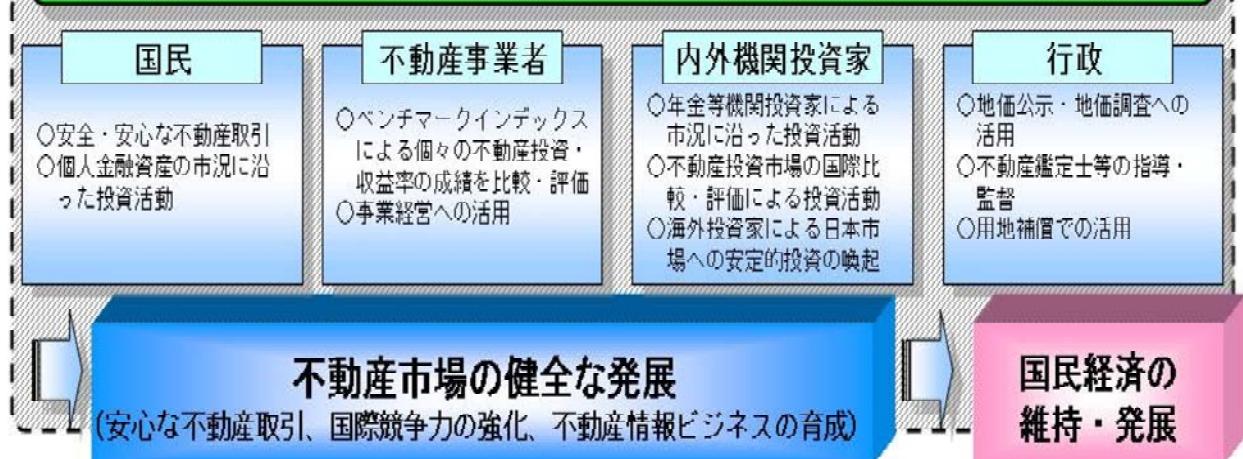 国民
○安全・安心な不動産取引
○個人金融資産の市況に沿
った投資活動
不動産事業者
○ベンチマークインデックス
による個々の不動産投資・
収益率の成績を比較・評価
○事業経営への活用
内外機関投資家
○年金等機関投資家による
市況に沿った投資活動
○不動産投資市場の国際比
較・評価による投資活動
○海外投資家による日本市
場への安定的投資の喚起
行政
○地価公示・地価調査への
活用
○不動産鑑定士等の指導・
監督
○用地補償での活用
不動産市場の健全な発展
(安心な不動産取引、国際競争力の強化、不動産情報ビジネスの育成)
国民経済の
維持・発展